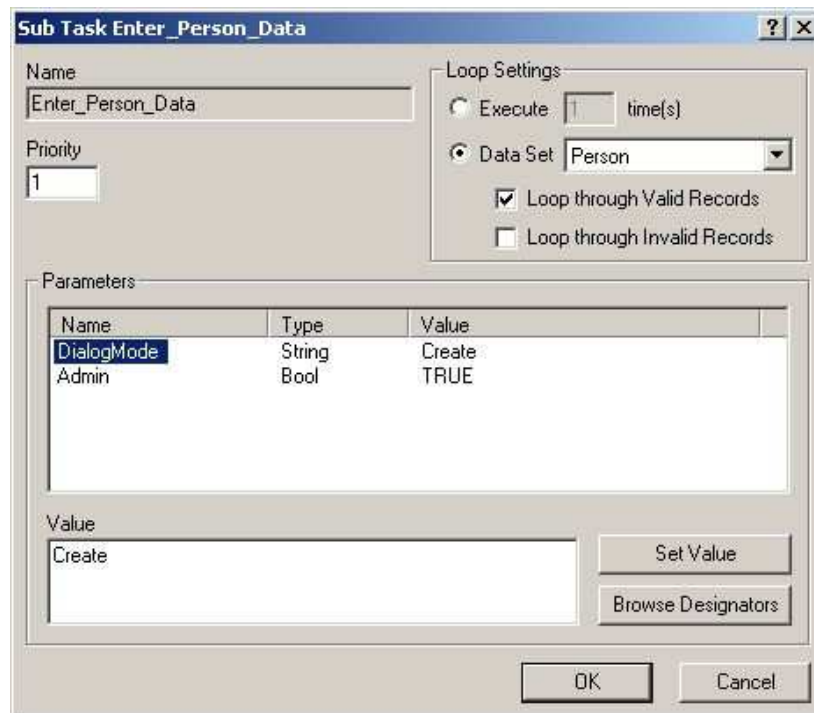 Sub Task Enter_Person_Data
Name
Enter_Person_Data
Priority
1
Loop Settings
Execute 1 time(s)
Data Set Person
Loop through Valid Records
Loop through Invalid Records
Parameters
Name Type Value
DialogMode String Create
Admin Bool TRUE
Value
Create
Set Value
Browse Designators
OK Cancel